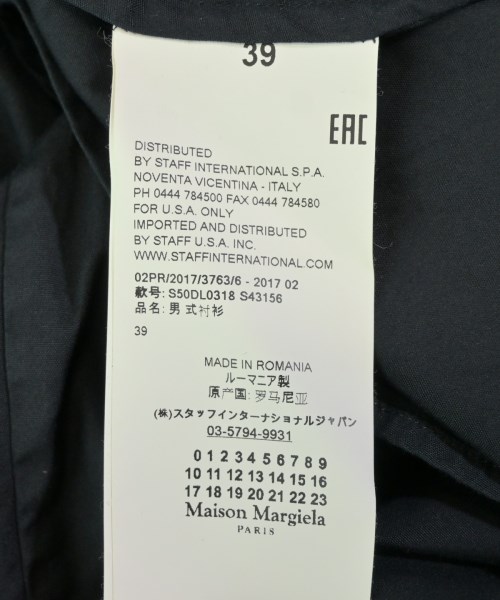 39
EAC
DISTRIBUTED
BY STAFF INTERNATIONAL S.P.A.
NOVENTA VICENTINA - ITALY
PH 0444 784500 FAX 0444 784580
FOR U.S.A. ONLY
IMPORTED AND DISTRIBUTED
BY STAFF U.S.A. INC.
WWW.STAFFINTERNATIONAL.COM
02PR/2017/3763/6 - 2017 02
款号: S50DL0318 S43156
品名: 男 式衬衫
39
MADE IN ROMANIA
ルーマニア製
原产国: 罗马尼亚
(株)スタッフインターナショナルジャパン
03-5794-9931
0 1 2 3 4 5 6 7 8 9
10 11 12 13 14 15 16
17 18 19 20 21 22 23
Maison Margiela
PARIS